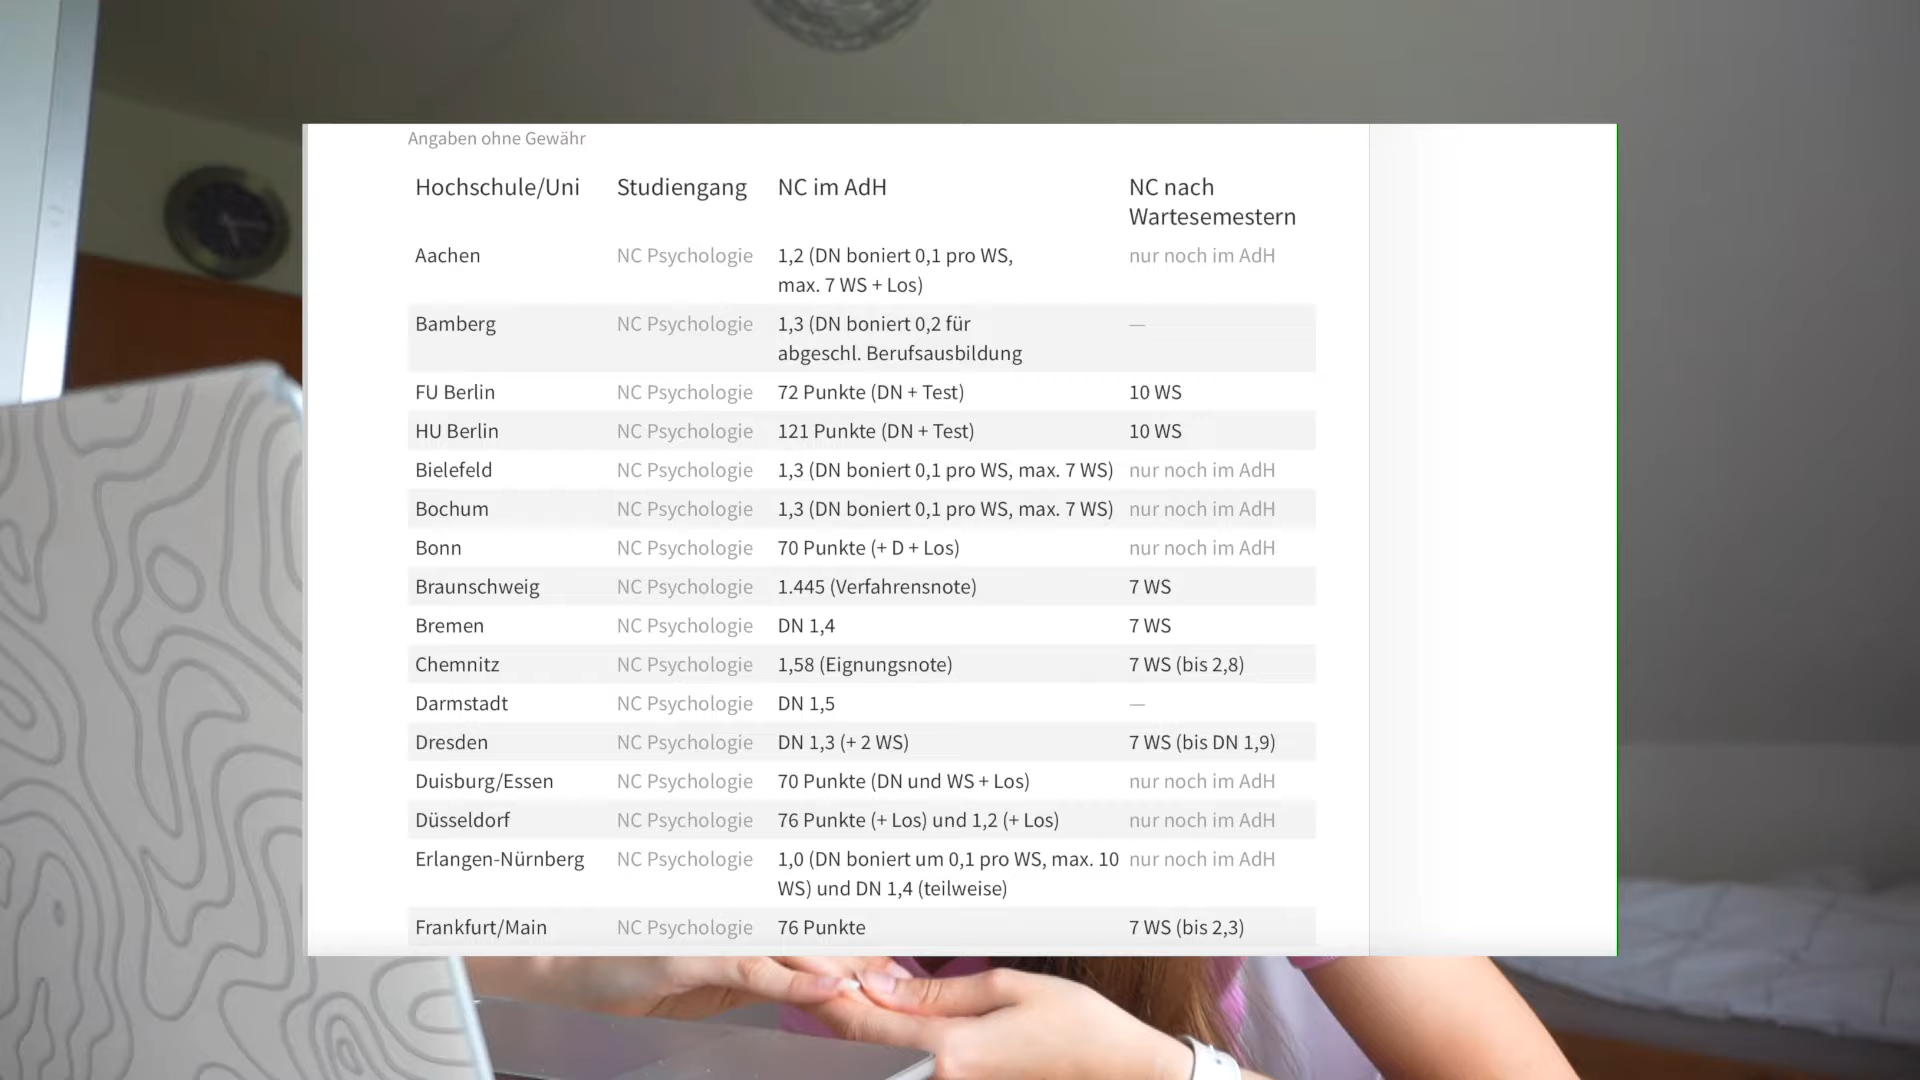 Angaben ohne Gewähr
Hochschule/Uni Studiengang NC im AdH NC nach
Wartesemestern
Aachen NC Psychologie 1,2 (DN boniert 0,1 pro WS, nur noch im AdH
max. 7 WS + Los)
Bamberg NC Psychologie 1,3 (DN boniert 0,2 für —
abgeschl. Berufsausbildung
FU Berlin NC Psychologie 72 Punkte (DN + Test) 10 WS
HU Berlin NC Psychologie 121 Punkte (DN + Test) 10 WS
Bielefeld NC Psychologie 1,3 (DN boniert 0,1 pro WS, max. 7 WS) nur noch im AdH
Bochum NC Psychologie 1,3 (DN boniert 0,1 pro WS, max. 7 WS) nur noch im AdH
Bonn NC Psychologie 70 Punkte (+ D + Los) nur noch im AdH
Braunschweig NC Psychologie 1.445 (Verfahrensnote) 7 WS
Bremen NC Psychologie DN 1,4 7 WS
Chemnitz NC Psychologie 1,58 (Eignungsnote) 7 WS (bis 2,8)
Darmstadt NC Psychologie DN 1,5 —
Dresden NC Psychologie DN 1,3 (+ 2 WS) 7 WS (bis DN 1,9)
Duisburg/Essen NC Psychologie 70 Punkte (DN und WS + Los) nur noch im AdH
Düsseldorf NC Psychologie 76 Punkte (+ Los) und 1,2 (+ Los) nur noch im AdH
Erlangen-Nürnberg NC Psychologie 1,0 (DN boniert um 0,1 pro WS, max. 10 nur noch im AdH
WS) und DN 1,4 (teilweise)
Frankfurt/Main NC Psychologie 76 Punkte 7 WS (bis 2,3)